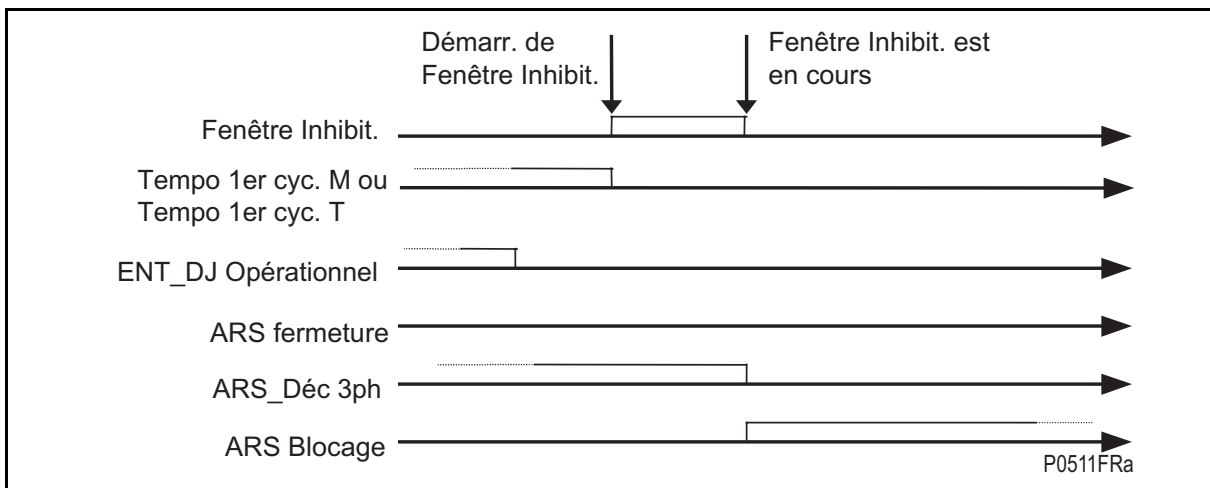 Démarr. de
Fenêtre Inhibit.
Fenêtre Inhibit. est
en cours
Fenêtre Inhibit.
Tempo 1er cyc. M ou
Tempo 1er cyc. T
ENT_DJ Opérationnel
ARS fermeture
ARS_Déc 3ph
ARS Blocage
P0511FRa